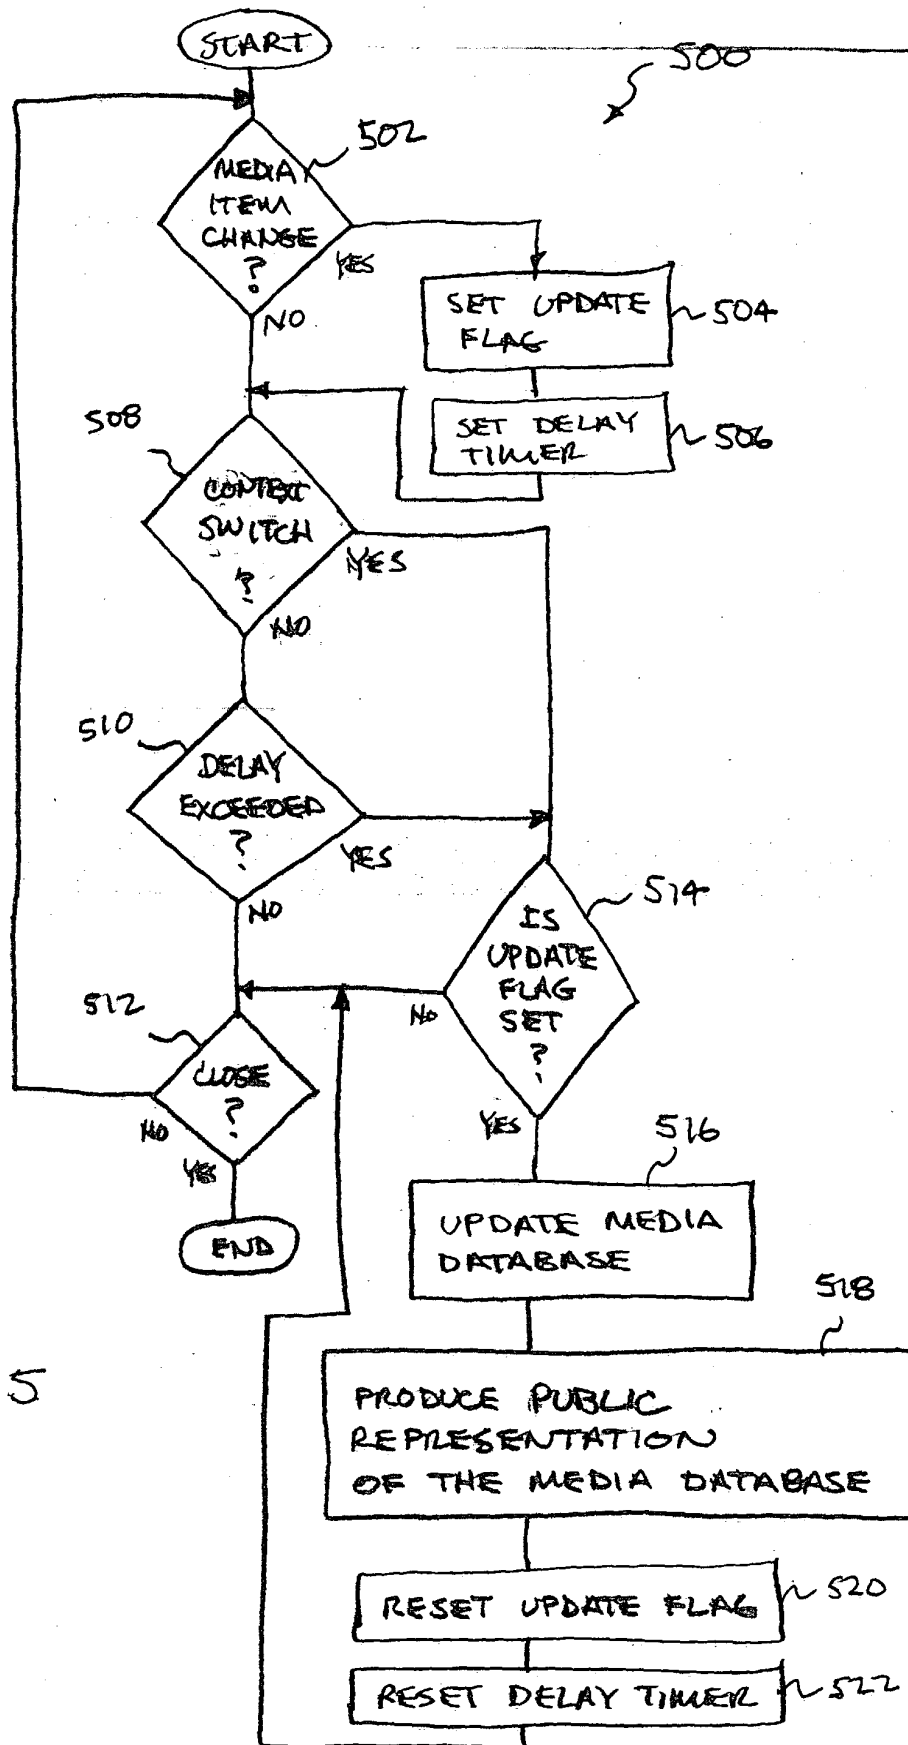 START
500
502
MEDIA
ITEM
CHANGE
?
YES
NO
SET UPDATE
FLAG
504
SET DELAY
TIMER
506
508
CONTEXT
SWITCH
?
YES
NO
510
DELAY
EXCEEDED
?
YES
NO
514
IS
UPDATE
FLAG
SET
?
NO
YES
512
CLOSE
?
NO
YES
END
516
UPDATE MEDIA
DATABASE
518
PRODUCE PUBLIC
REPRESENTATION
OF THE MEDIA DATABASE
5
RESET UPDATE FLAG
520
RESET DELAY TIMER
522